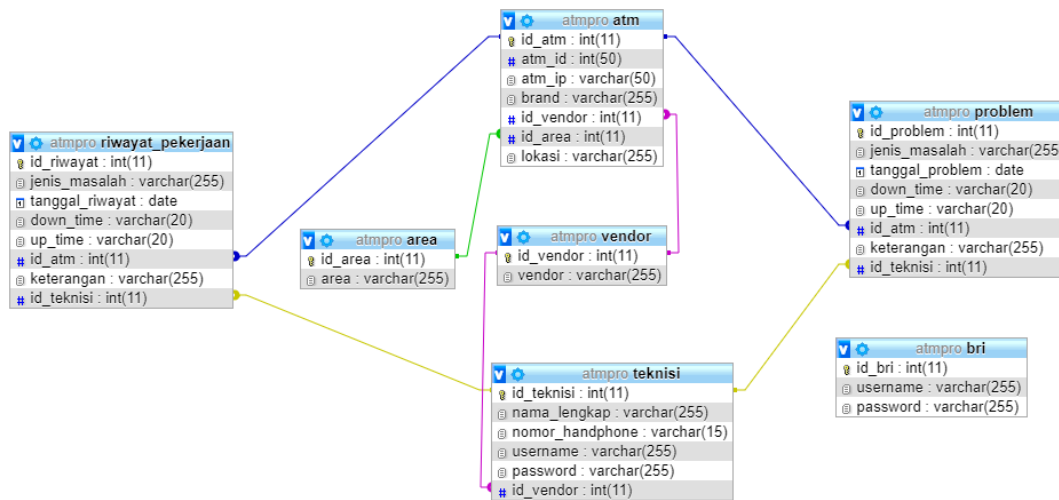 atmpro atm
id_atm : int(11)
atm_id : int(50)
atm_ip : varchar(50)
brand : varchar(255)
id_vendor : int(11)
id_area : int(11)
lokasi : varchar(255)
atmpro riwayat_pekerjaan
id_riwayat : int(11)
jenis_masalah : varchar(255)
tanggal_riwayat : date
down_time : varchar(20)
up_time : varchar(20)
id_atm : int(11)
keterangan : varchar(255)
id_teknisi : int(11)
atmpro area
id_area : int(11)
area : varchar(255)
atmpro vendor
id_vendor : int(11)
vendor : varchar(255)
atmpro problem
id_problem : int(11)
jenis_masalah : varchar(255)
tanggal_problem : date
down_time : varchar(20)
up_time : varchar(20)
id_atm : int(11)
keterangan : varchar(255)
id_teknisi : int(11)
atmpro teknisi
id_teknisi : int(11)
nama_lengkap : varchar(255)
nomor_handphone : varchar(15)
username : varchar(255)
password : varchar(255)
id_vendor : int(11)
atmpro bri
id_bri : int(11)
username : varchar(255)
password : varchar(255)